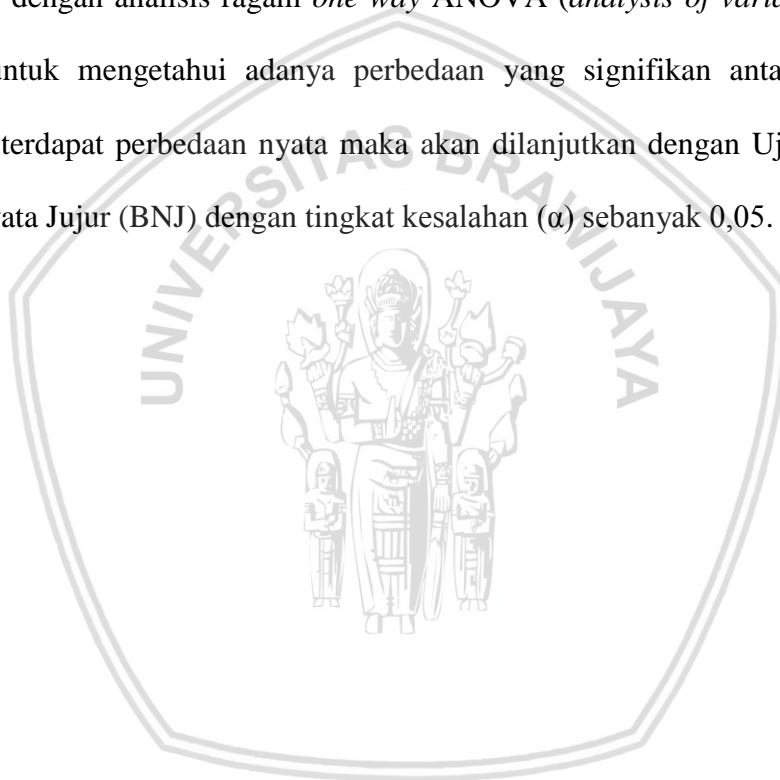 dengan analisis ragam one way ANOVA (analysis of varia
untuk mengetahui adanya perbedaan yang signifikan anta
terdapat perbedaan nyata maka akan dilanjutkan dengan Uj
ata Jujur (BNJ) dengan tingkat kesalahan (α) sebanyak 0,05.
UNIVERSITAS BRAWIJAYA